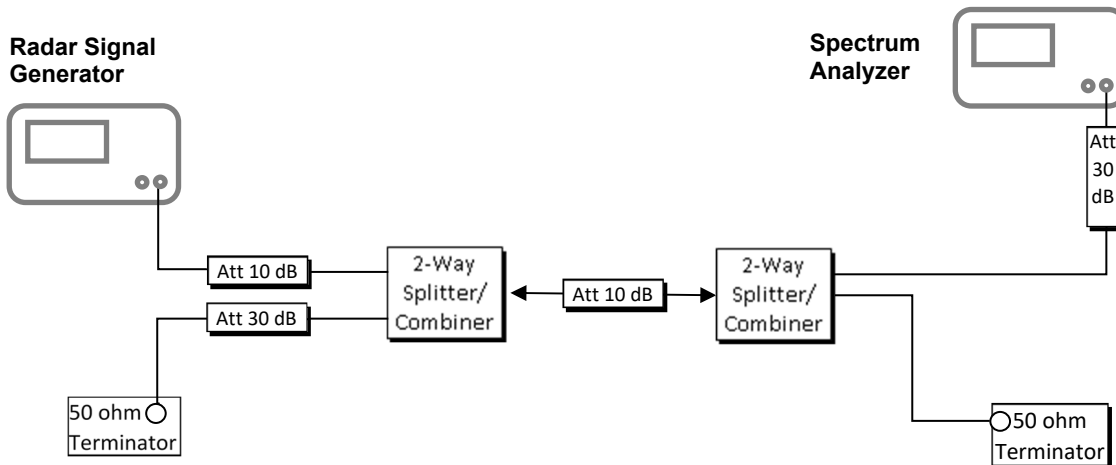 Radar Signal
Generator
Spectrum
Analyzer
Att
30
dB
Att 10 dB
2-Way
Splitter/
Combiner
Att 10 dB
2-Way
Splitter/
Combiner
Att 30 dB
50 ohm
Terminator
50 ohm
Terminator